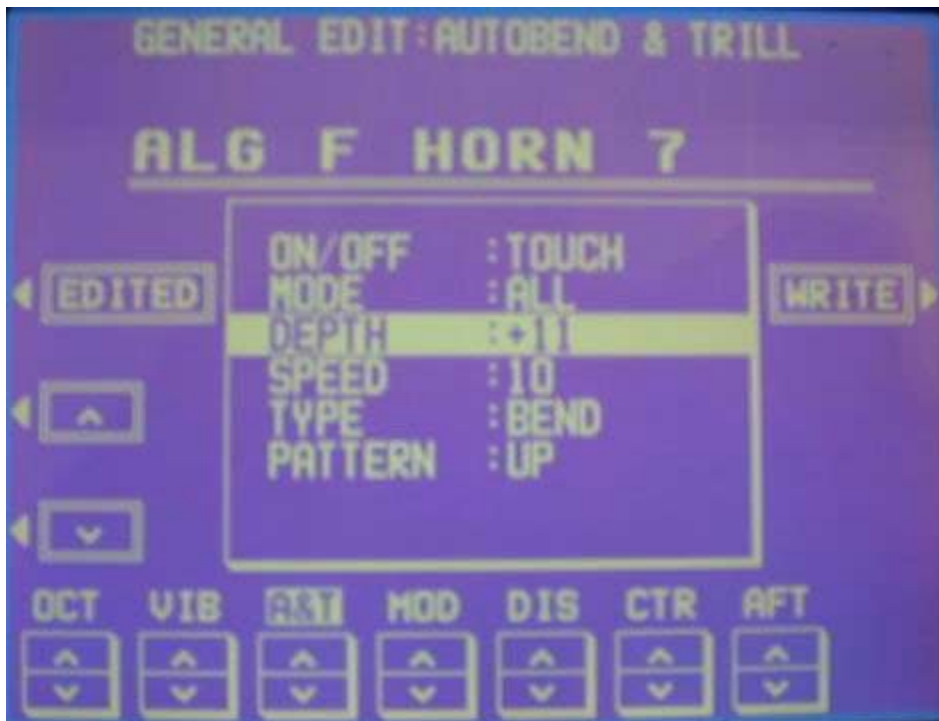 GENERAL EDIT:AUTOBEND & TRILL
ALG F HORN 7
EDITED
WRITE
ON/OFF :TOUCH
MODE :ALL
DEPTH :+11
SPEED :10
TYPE :BEND
PATTERN :UP
OCT VIB A&T MOD DIS CTR AFT